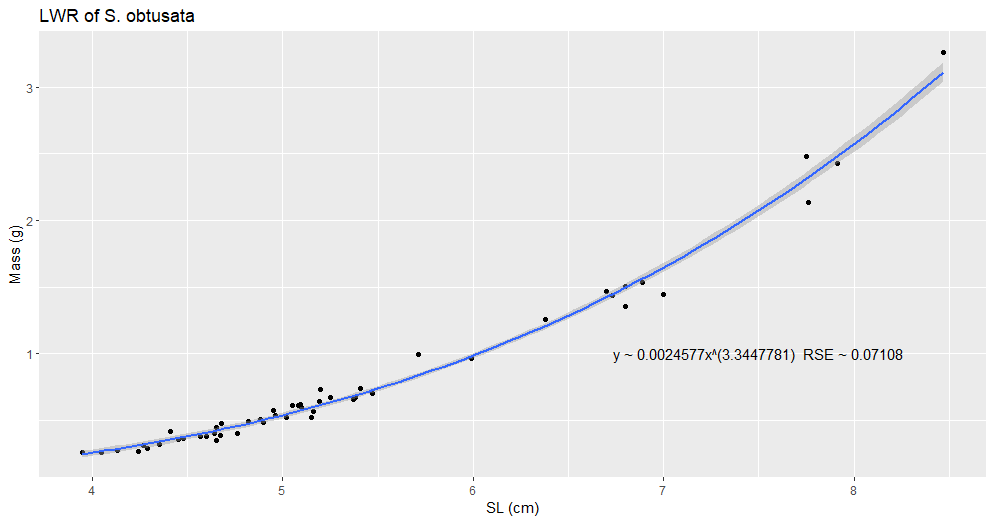 LWR of S. obtusata
3
2
1
Mass (g)
y ~ 0.0024577x^(3.3447781) RSE ~ 0.07108
4 5 6 7 8
SL (cm)